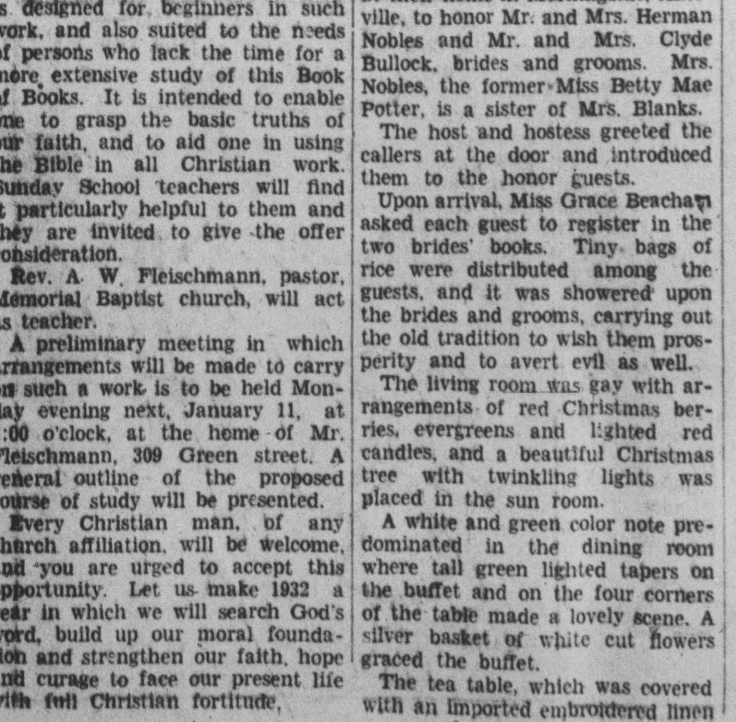 s designed for beginners in such
work, and also suited to the needs
of persons who lack the time for a
more extensive study of this Book
of Books. It is intended to enable
one to grasp the basic truths of
our faith, and to aid one in using
the Bible in all Christian work.
Sunday School teachers will find
t particularly helpful to them and
they are invited to give the offer
onsideration.
Rev. A. W. Fleischmann, pastor,
Memorial Baptist church, will act
as teacher.
A preliminary meeting in which
arrangements will be made to carry
on such a work is to be held Mon-
day evening next, January 11, at
:00 o'clock, at the home of Mr.
Fleischmann, 309 Green street. A
general outline of the proposed
ourse of study will be presented.
Every Christian man, of any
hurch affiliation, will be welcome,
and you are urged to accept this
opportunity. Let us make 1932 a
year in which we will search God's
word, build up our moral founda-
tion and strengthen our faith, hope
and curage to face our present life
with full Christian fortitude.
ville, to honor Mr. and Mrs. Herman
Nobles and Mr. and Mrs. Clyde
Bullock, brides and grooms. Mrs.
Nobles, the former Miss Betty Mae
Potter, is a sister of Mrs. Blanks.
The host and hostess greeted the
callers at the door and introduced
them to the honor guests.
Upon arrival, Miss Grace Beacham
asked each guest to register in the
two brides' books. Tiny bags of
rice were distributed among the
guests, and it was showered upon
the brides and grooms, carrying out
the old tradition to wish them pros-
perity and to avert evil as well.
The living room was gay with ar-
rangements of red Christmas ber-
ries, evergreens and lighted red
candles, and a beautiful Christmas
tree with twinkling lights was
placed in the sun room.
A white and green color note pre-
dominated in the dining room
where tall green lighted tapers on
the buffet and on the four corners
of the table made a lovely scene. A
silver basket of white cut flowers
graced the buffet.
The tea table, which was covered
with an imported embroidered linen